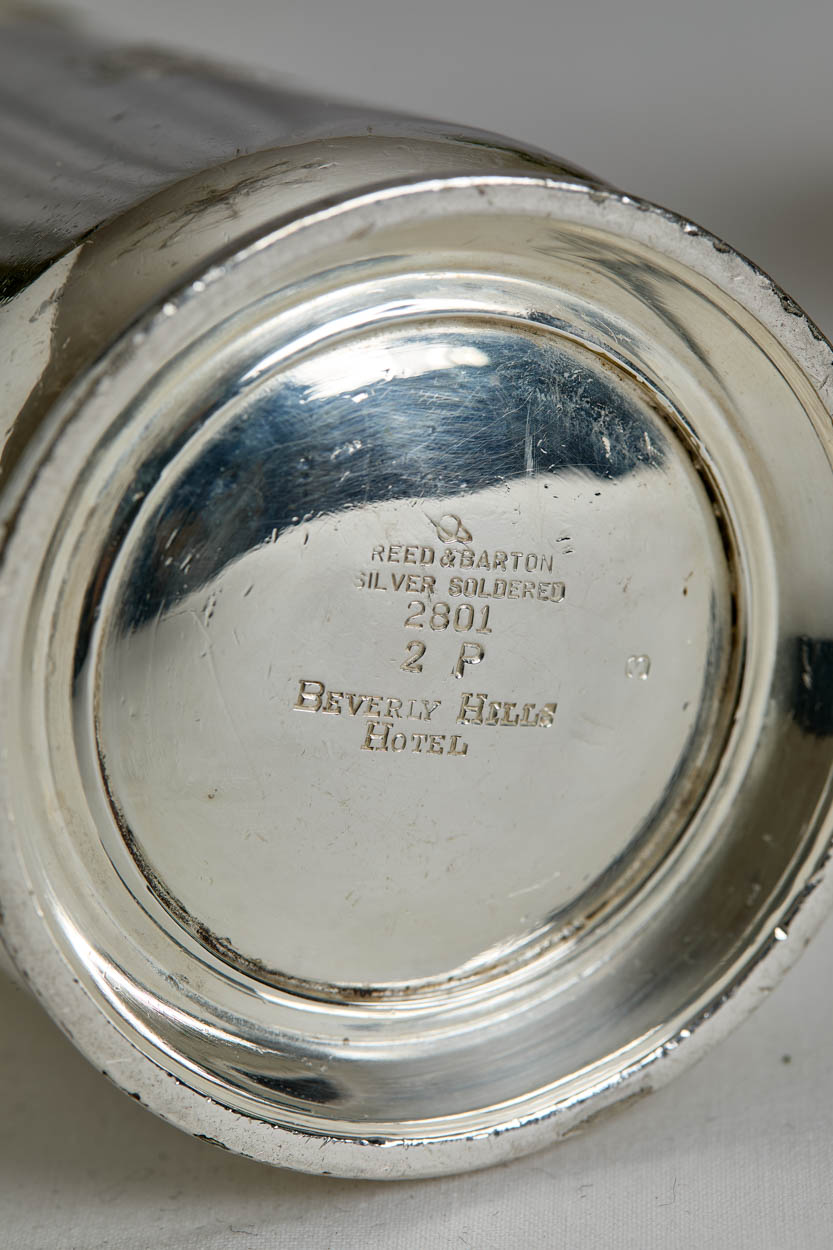 REED & BARTON
SILVER SOLDERED
2801
2 P
BEVERLY HILLS
HOTEL